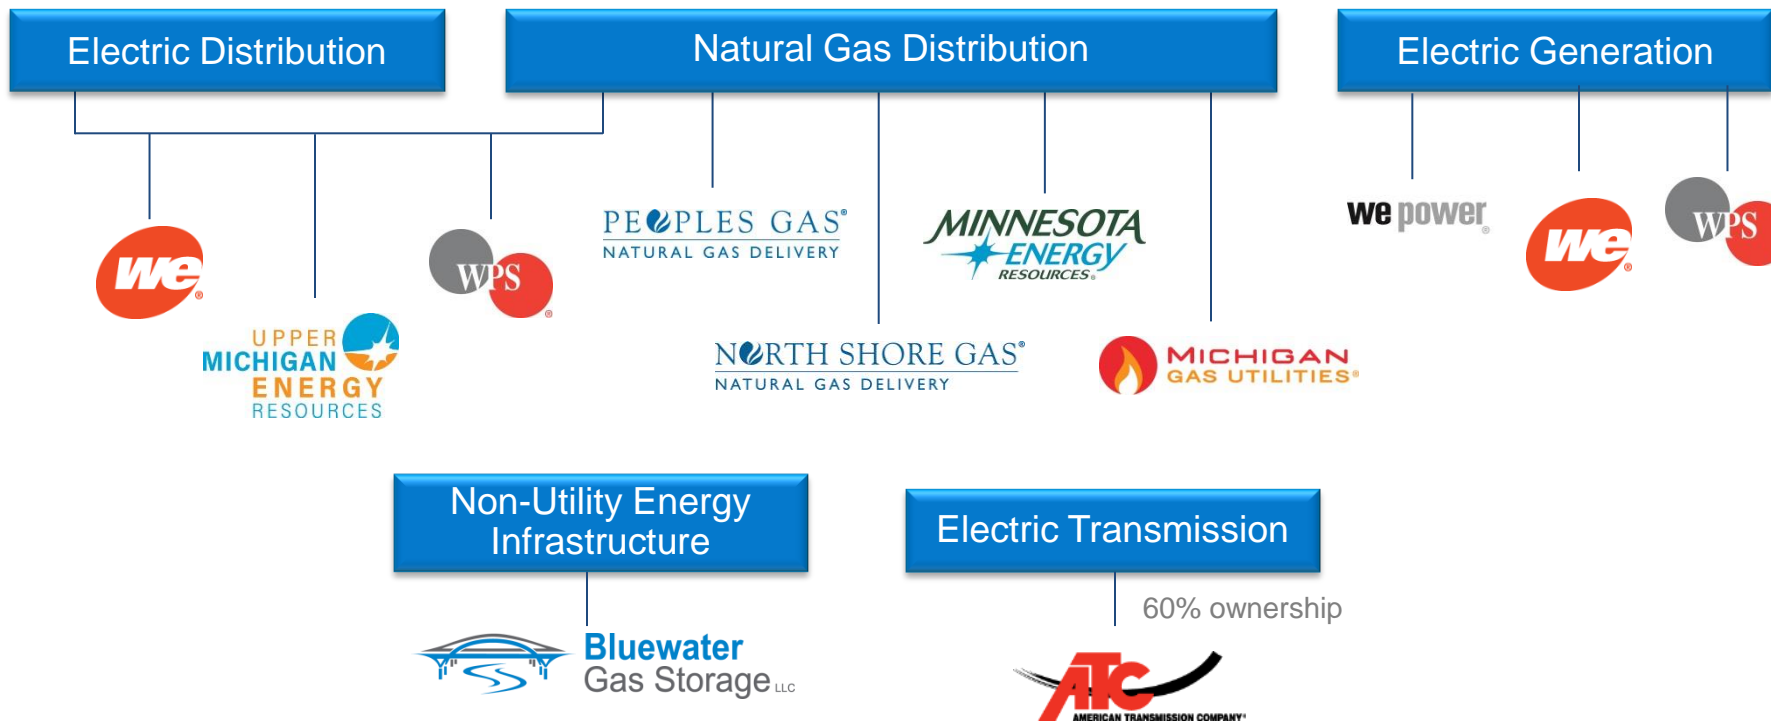 Electric Distribution
Natural Gas Distribution
Electric Generation
we®
UPPER
MICHIGAN
ENERGY
RESOURCES
WPS®
PEOPLES GAS®
NATURAL GAS DELIVERY
NORTH SHORE GAS®
NATURAL GAS DELIVERY
MINNESOTA
ENERGY
RESOURCES®
MICHIGAN
GAS UTILITIES®
we power®
we®
WPS
Non-Utility Energy
Infrastructure
Bluewater
Gas Storage LLC
Electric Transmission
60% ownership
ATC
AMERICAN TRANSMISSION COMPANY®